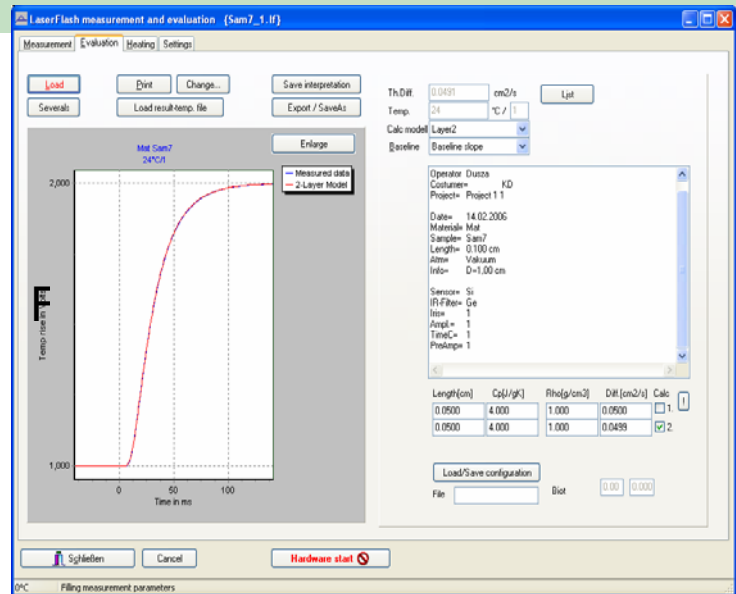 LaserFlash measurement and evaluation {Sam7_1.lf}
Measurement Evaluation Heating Settings
Load Print Change... Save interpretation
Severals Load result-temp. file Export / SaveAs
Enlarge
Mat Sam7
24°C/1
Measured data
2-Layer Model
2,000
1,000
Temp rise in Volts
0 50 100
Time in ms
Th.Diff. 0.0491 cm2/s List
Temp. 24 °C / 1
Calc modell Layer2
Baseline Baseline slope
Operator Dusza
Costumer= KD
Project= Project 1 1
Date= 14.02.2006
Material= Mat
Sample= Sam7
Length= 0.100 cm
Atm= Vakuum
Info= D=1,00 cm
Sensor= Si
IR-Filter= Ge
Iris= 1
Ampl.= 1
TimeC= 1
PreAmp= 1
Length[cm] Cp[J/gK] Rho[g/cm3] Diff.[cm2/s] Calc
0.0500 4.000 1.000 0.0500 1. !
0.0500 4.000 1.000 0.0499 2.
Load/Save configuration
File Biot 0.00 0.000
Schließen Cancel Hardware start
0°C Filling measurement parameters